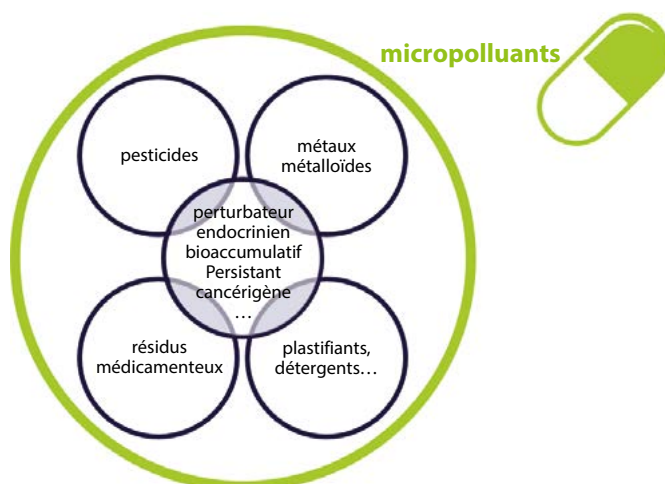 micropolluants
pesticides
métaux
métalloïdes
perturbateur
endocrinien
bioaccumulatif
Persistant
cancérigène
…
résidus
médicamenteux
plastifiants,
détergents…